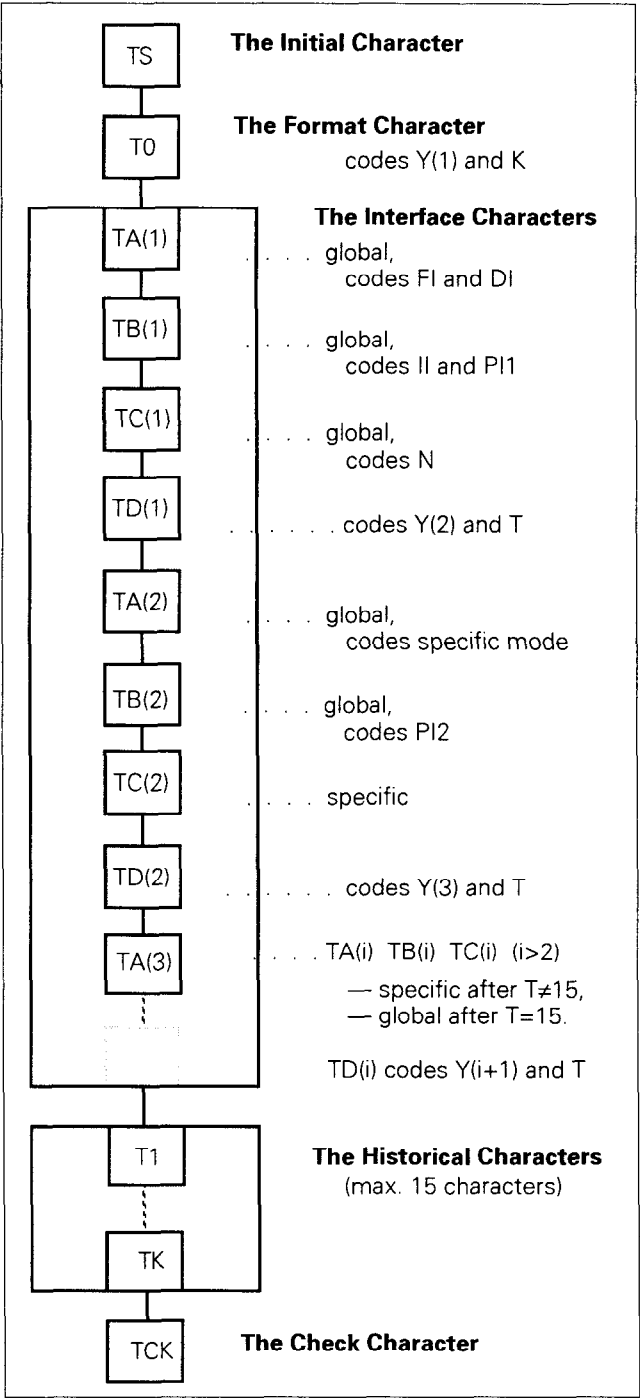 TS The Initial Character
T0 The Format Character
codes Y(1) and K
The Interface Characters
TA(1) . . . . global,
codes FI and DI
TB(1) . . . . global,
codes II and PI1
TC(1) . . . . global,
codes N
TD(1) . . . . . . codes Y(2) and T
TA(2) . . . . global,
codes specific mode
TB(2) . . . . global,
codes PI2
TC(2) . . . . specific
TD(2) . . . . . . codes Y(3) and T
TA(3) . . . . TA(i) TB(i) TC(i) (i>2)
— specific after T≠15,
— global after T=15.
TD(i) codes Y(i+1) and T
T1 The Historical Characters
(max. 15 characters)
TK
TCK The Check Character